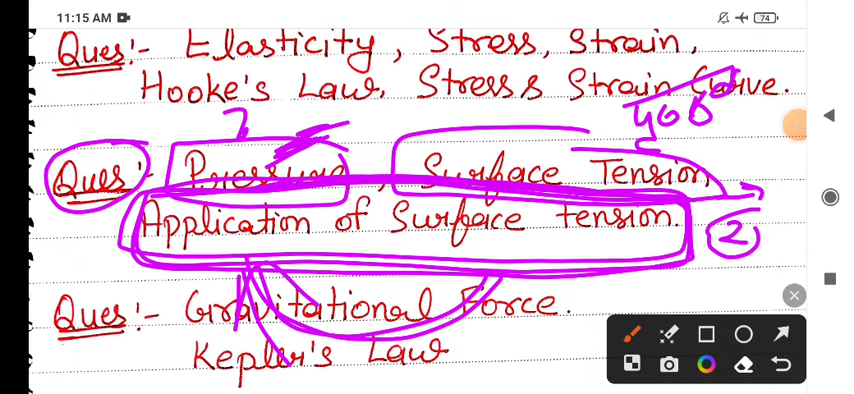 11:15 AM
74
Ques:- Elasticity, Stress, Strain,
Hooke's Law, Stress & Strain Curve.
Ques:- Pressure, Surface Tension,
Application of Surface tension. 2
Ques:- Gravitational Force.
Kepler's Law